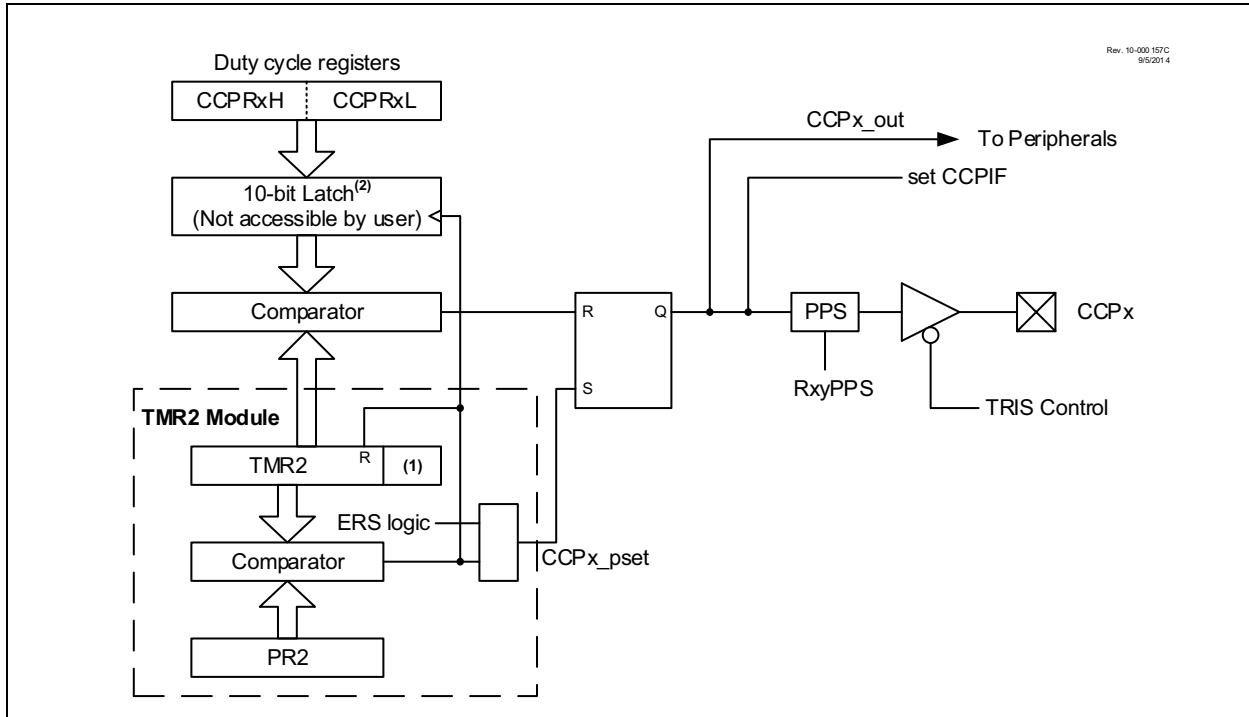 Rev. 10-000 157C
9/5/201 4
Duty cycle registers
CCPRxH
CCPRxL
CCPx_out
To Peripherals
set CCPIF
10-bit Latch(2)
(Not accessible by user)
Comparator
R
Q
S
PPS
CCPx
RxyPPS
TRIS Control
TMR2 Module
R
TMR2
(1)
ERS logic
Comparator
CCPx_pset
PR2